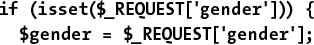 if (isset($_REQUEST['gender'])) {
  $gender = $_REQUEST['gender'];